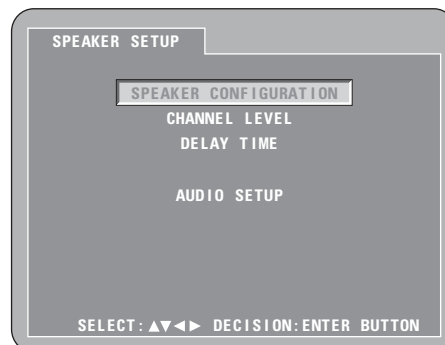 SPEAKER SETUP
SPEAKER CONFIGURATION
CHANNEL LEVEL
DELAY TIME
AUDIO SETUP
SELECT:▲▼◄► DECISION:ENTER BUTTON